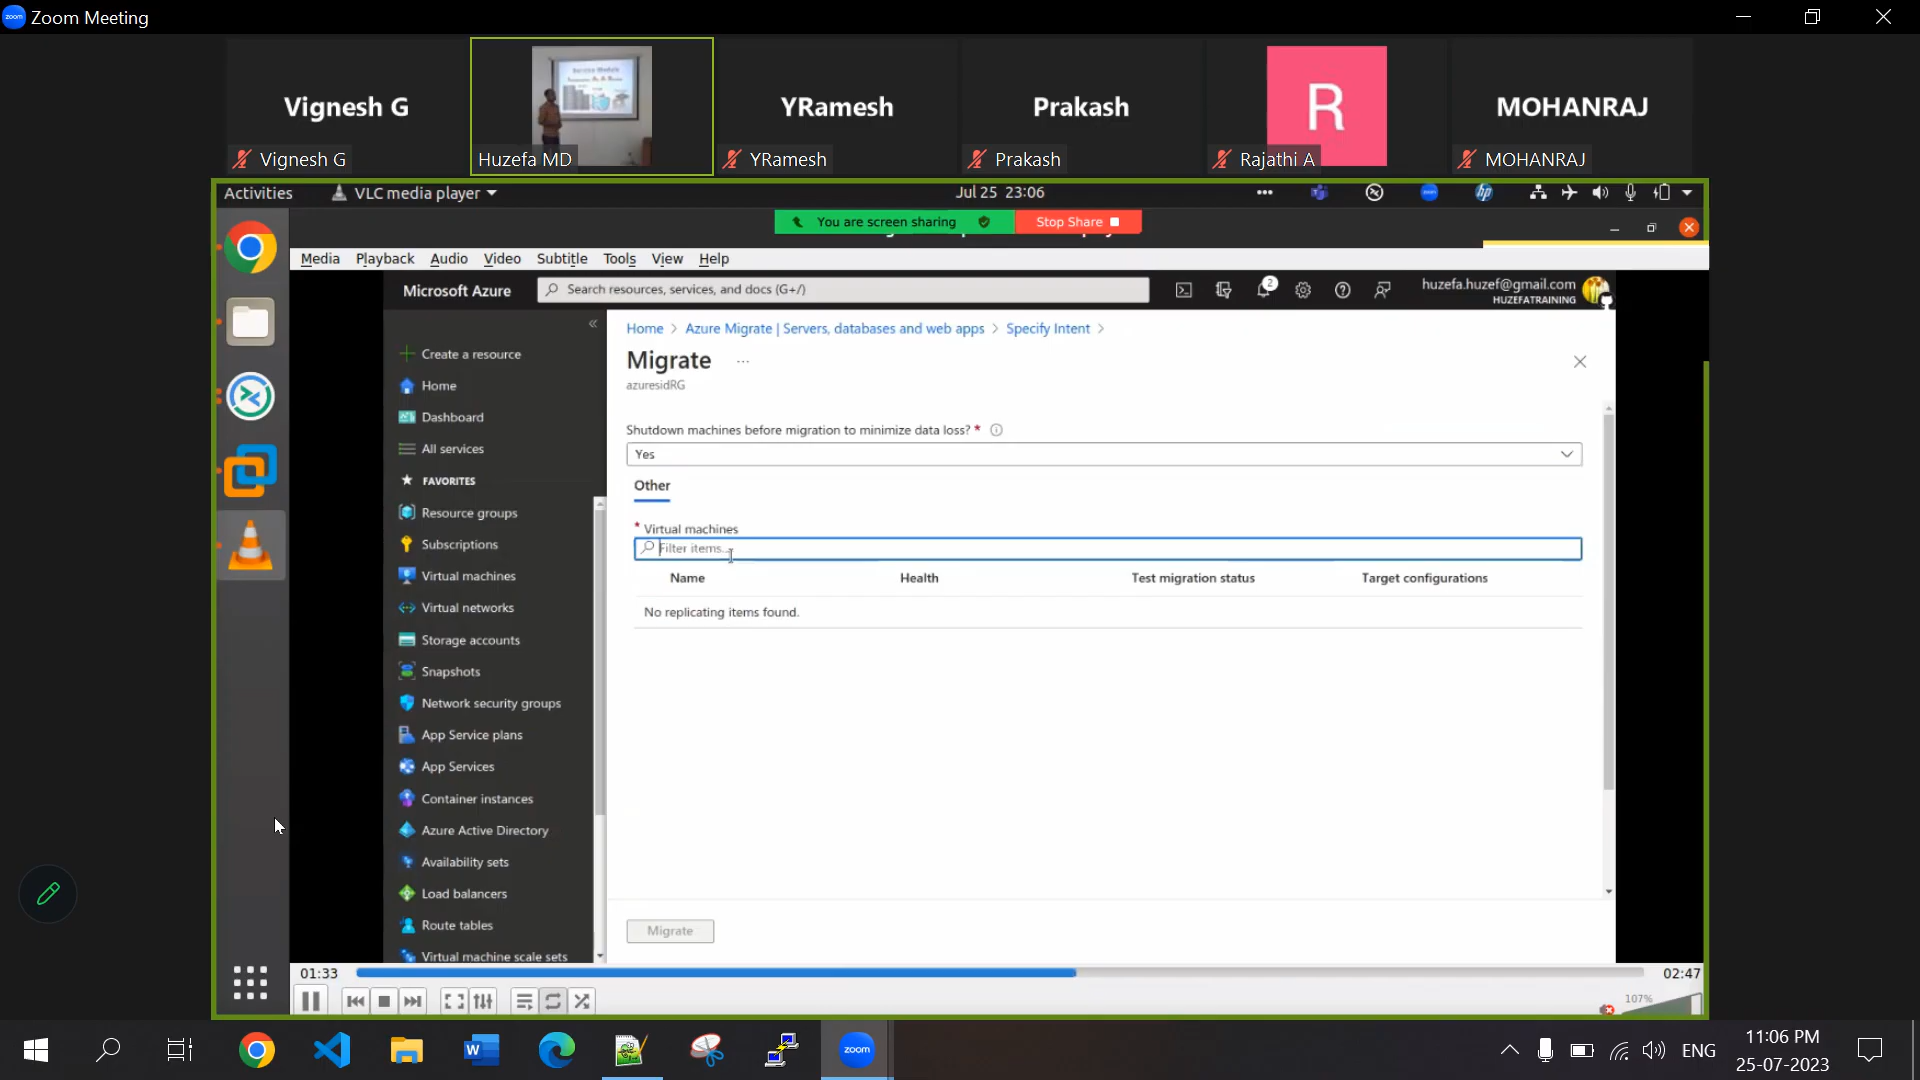 Zoom Meeting
Vignesh G
YRamesh
Prakash
R
MOHANRAJ
Vignesh G
Huzefa MD
YRamesh
Prakash
Rajathi A
MOHANRAJ
Service Models
Activities
VLC media player
Jul 25 23:06
You are screen sharing
Stop Share
Media Playback Audio Video Subtitle Tools View Help
Microsoft Azure
Search resources, services, and docs (G+/)
2
huzefa.huzef@gmail.com
HUZEFATRAINING
Create a resource
Home
Dashboard
All services
FAVORITES
Resource groups
Subscriptions
Virtual machines
Virtual networks
Storage accounts
Snapshots
Network security groups
App Service plans
App Services
Container instances
Azure Active Directory
Availability sets
Load balancers
Route tables
Virtual machine scale sets
Home > Azure Migrate | Servers, databases and web apps > Specify Intent >
Migrate ...
azuresidRG
Shutdown machines before migration to minimize data loss? *
Yes
Other
* Virtual machines
Filter items...
Name Health Test migration status Target configurations
No replicating items found.
Migrate
01:33
02:47
107%
zoom
ENG
11:06 PM
25-07-2023